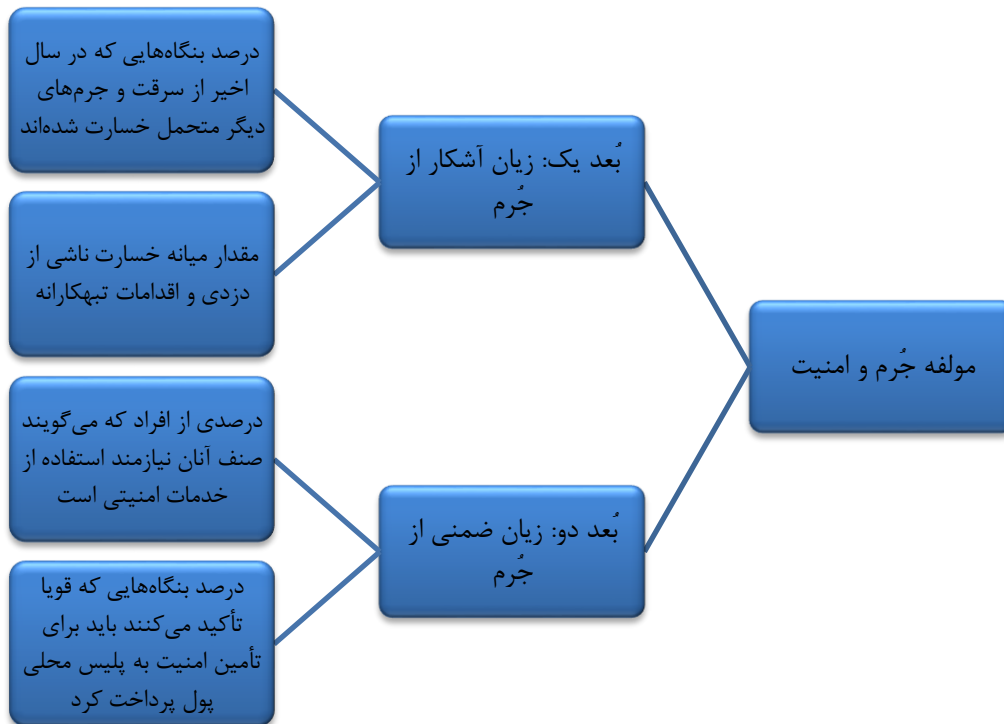 مولفه جُرم و امنیت
بُعد یک: زیان آشکار از
جُرم
درصد بنگاه‌هایی که در سال
اخیر از سرقت و جرم‌های
دیگر متحمل خسارت شده‌اند
مقدار میانه خسارت ناشی از
دزدی و اقدامات تبهکارانه
بُعد دو: زیان ضمنی از
جُرم
درصدی از افراد که می‌گویند
صنف آنان نیازمند استفاده از
خدمات امنیتی است
درصد بنگاه‌هایی که قویا
تأکید می‌کنند باید برای
تأمین امنیت به پلیس محلی
پول پرداخت کرد